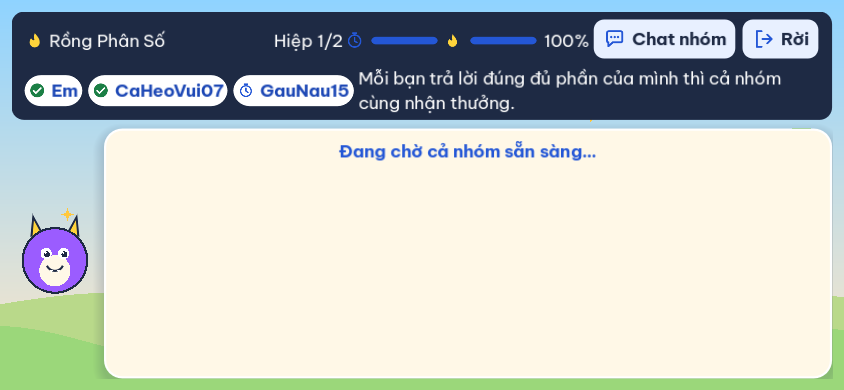 Rồng Phân Số
Hiệp 1/2
100%
Chat nhóm
Rời
Em
CaHeoVui07
GauNau15
Mỗi bạn trả lời đúng đủ phần của mình thì cả nhóm
cùng nhận thưởng.
Đang chờ cả nhóm sẵn sàng...